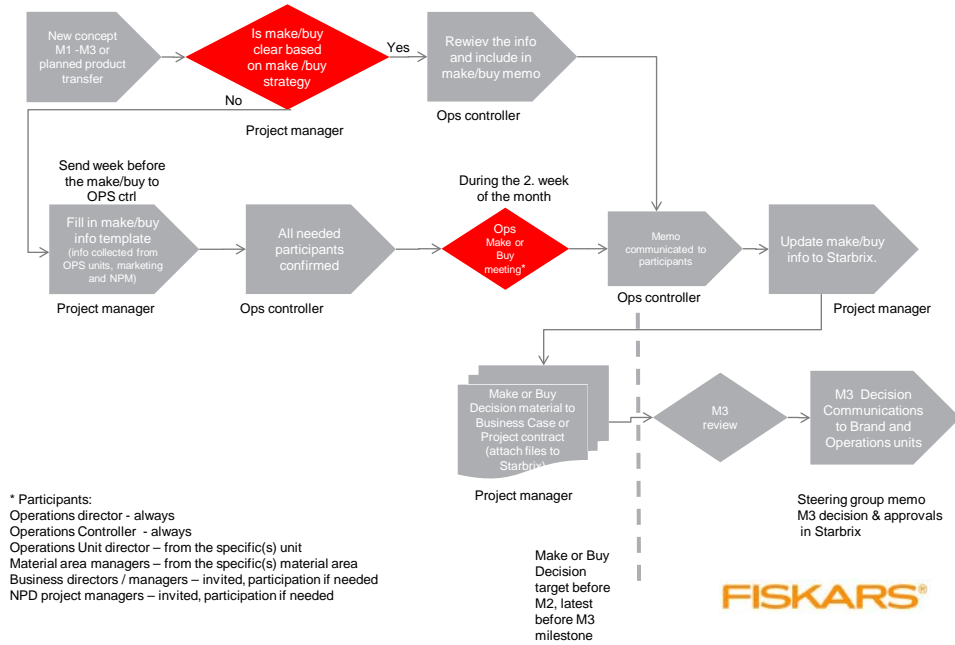 New concept
M1 -M3 or
planned product
transfer
Is make/buy
clear based
on make /buy
strategy
Yes
Rewiev the info
and include in
make/buy memo
No
Project manager
Ops controller
Send week before
the make/buy to
OPS ctrl
Fill in make/buy
info template
(info collected from
OPS units, marketing
and NPM)
Project manager
All needed
participants
confirmed
Ops controller
During the 2. week
of the month
Ops
Make or
Buy
meeting*
Memo
communicated to
participants
Ops controller
Update make/buy
info to Starbrix.
Project manager
Make or Buy
Decision material to
Business Case or
Project contract
(attach files to
Starbrix)
Project manager
M3
review
M3 Decision
Communications
to Brand and
Operations units
Steering group memo
M3 decision & approvals
in Starbrix
* Participants:
Operations director - always
Operations Controller - always
Operations Unit director – from the specific(s) unit
Material area managers – from the specific(s) material area
Business directors / managers – invited, participation if needed
NPD project managers – invited, participation if needed
Make or Buy
Decision
target before
M2, latest
before M3
milestone
FISKARS®